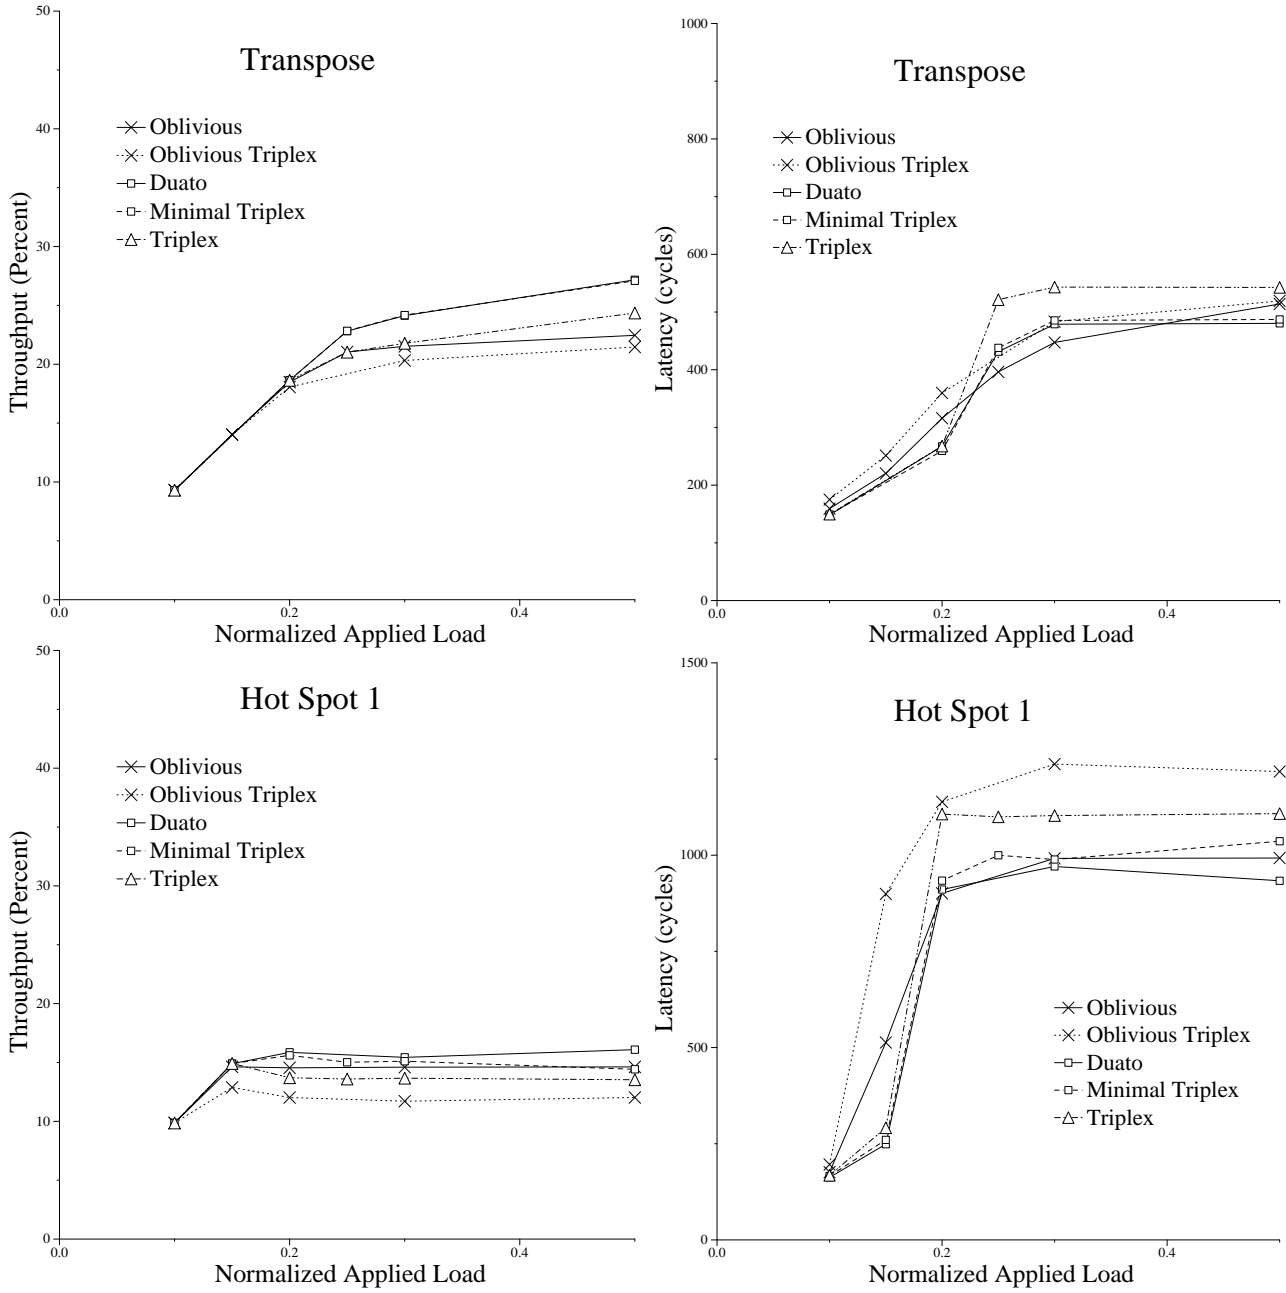 Transpose
Oblivious
Oblivious Triplex
Duato
Minimal Triplex
Triplex
Throughput (Percent)
50
40
30
20
10
0
0.0
0.2
0.4
Normalized Applied Load
Transpose
Oblivious
Oblivious Triplex
Duato
Minimal Triplex
Triplex
Latency (cycles)
1000
800
600
400
200
0
0.0
0.2
0.4
Normalized Applied Load
Hot Spot 1
Oblivious
Oblivious Triplex
Duato
Minimal Triplex
Triplex
Throughput (Percent)
50
40
30
20
10
0
0.0
0.2
0.4
Normalized Applied Load
Hot Spot 1
Oblivious
Oblivious Triplex
Duato
Minimal Triplex
Triplex
Latency (cycles)
1500
1000
500
0
0.0
0.2
0.4
Normalized Applied Load